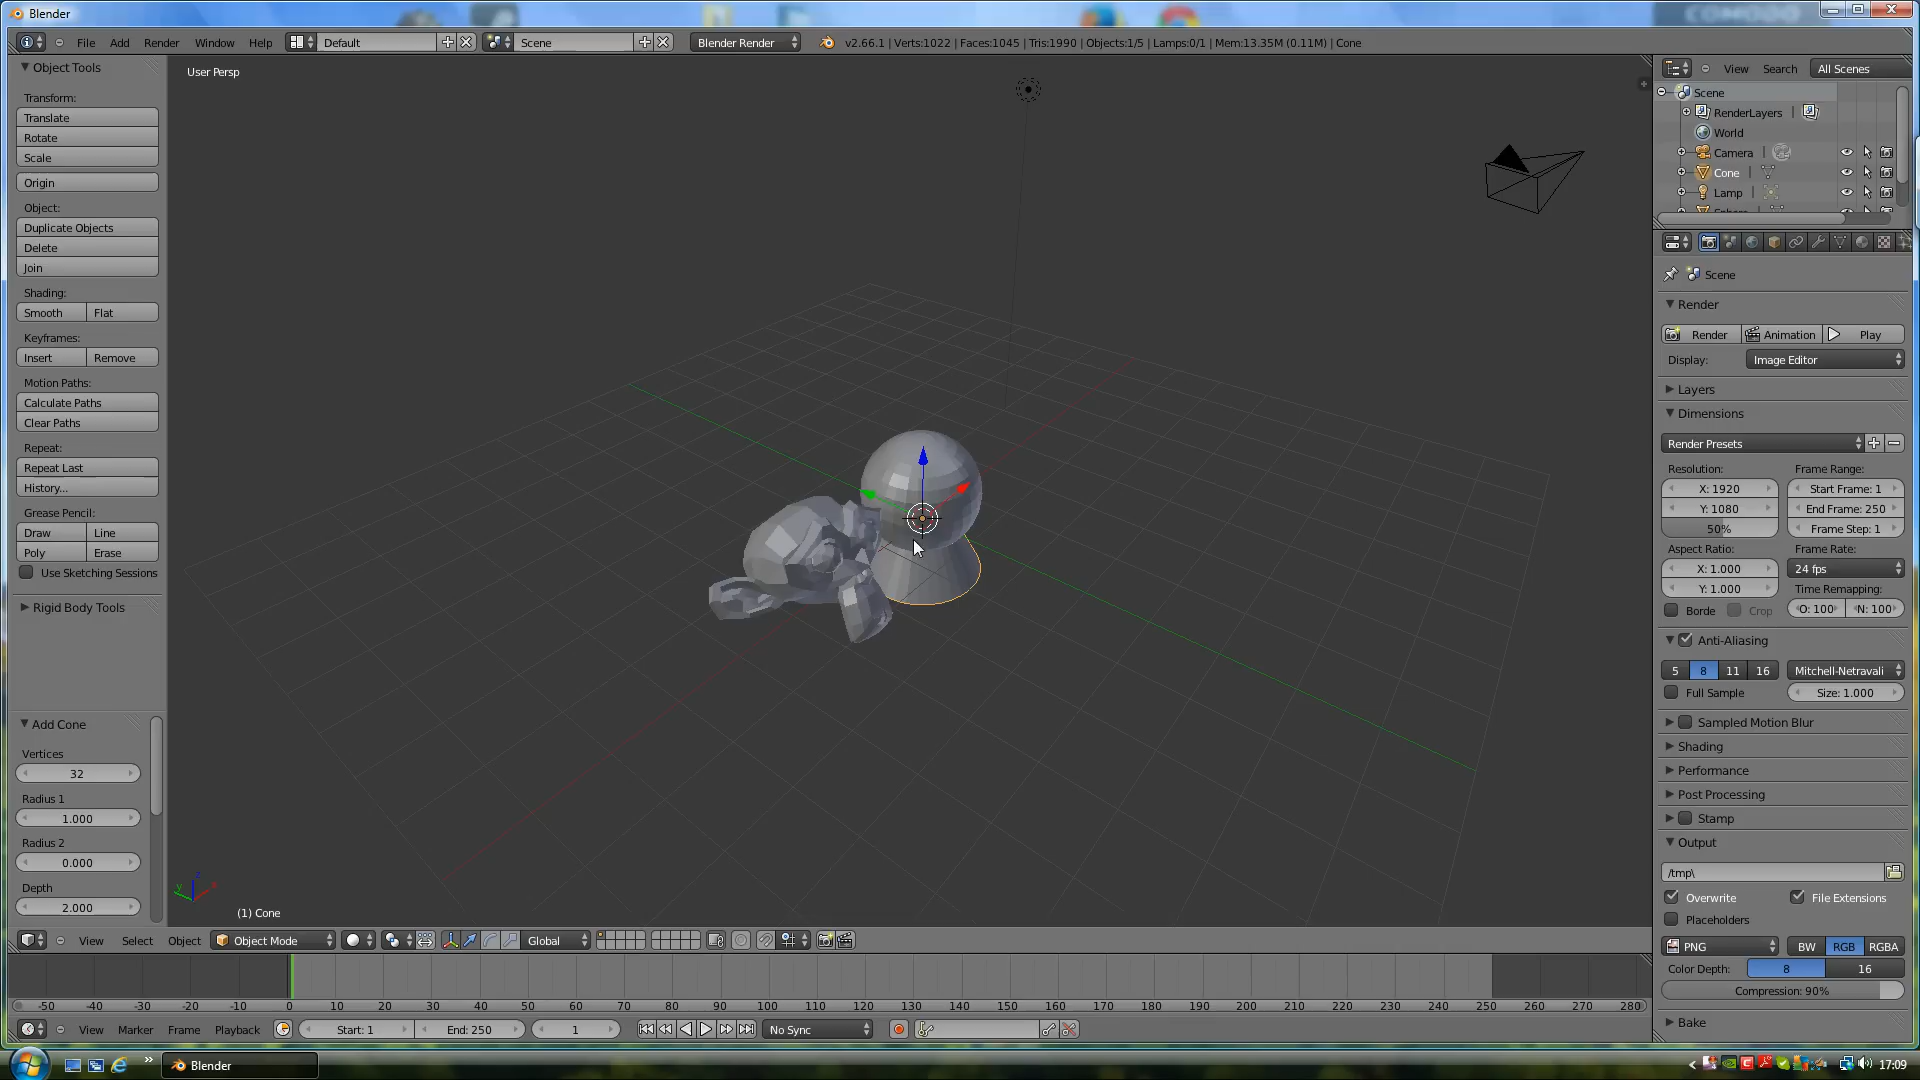 Blender
COMODO
File Add Render Window Help Default Scene Blender Render v2.66.1 | Verts:1022 | Faces:1045 | Tris:1990 | Objects:1/5 | Lamps:0/1 | Mem:13.35M (0.11M) | Cone
Object Tools
Transform:
Translate
Rotate
Scale
Origin
Object:
Duplicate Objects
Delete
Join
Shading:
Smooth Flat
Keyframes:
Insert Remove
Motion Paths:
Calculate Paths
Clear Paths
Repeat:
Repeat Last
History...
Grease Pencil:
Draw Line
Poly Erase
Use Sketching Sessions
Rigid Body Tools
Add Cone
Vertices
32
Radius 1
1.000
Radius 2
0.000
Depth
2.000
User Persp
z
y x
(1) Cone
View Search All Scenes
Scene
RenderLayers |
World
Camera |
Cone |
Lamp |
Scene
Render
Render Animation Play
Display: Image Editor
Layers
Dimensions
Render Presets
Resolution: Frame Range:
X: 1920 Start Frame: 1
Y: 1080 End Frame: 250
50% Frame Step: 1
Aspect Ratio: Frame Rate:
X: 1.000 24 fps
Y: 1.000 Time Remapping:
Borde Crop O: 100 N: 100
Anti-Aliasing
5 8 11 16 Mitchell-Netravali
Full Sample Size: 1.000
Sampled Motion Blur
Shading
Performance
Post Processing
Stamp
Output
/tmp\
Overwrite File Extensions
Placeholders
PNG BW RGB RGBA
Color Depth: 8 16
Compression: 90%
Bake
View Select Object Object Mode Global
-50 -40 -30 -20 -10 0 10 20 30 40 50 60 70 80 90 100 110 120 130 140 150 160 170 180 190 200 210 220 230 240 250 260 270 280
View Marker Frame Playback Start: 1 End: 250 1 No Sync
Blender 17:09